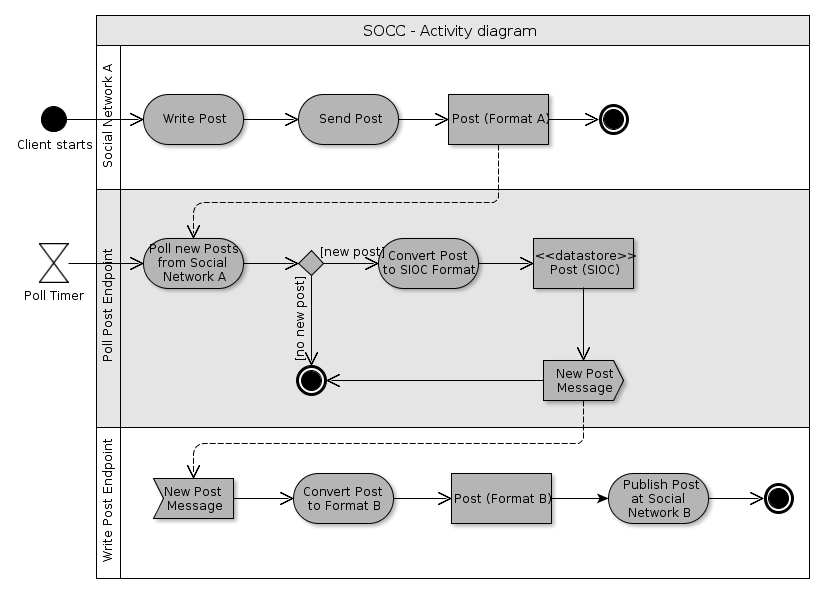 SOCC - Activity diagram
Social Network A
Client starts
Write Post
Send Post
Post (Format A)
Poll Post Endpoint
Poll Timer
Poll new Posts
from Social
Network A
[new post]
[no new post]
Convert Post
to SIOC Format
<<datastore>>
Post (SIOC)
New Post
Message
Write Post Endpoint
New Post
Message
Convert Post
to Format B
Post (Format B)
Publish Post
at Social
Network B